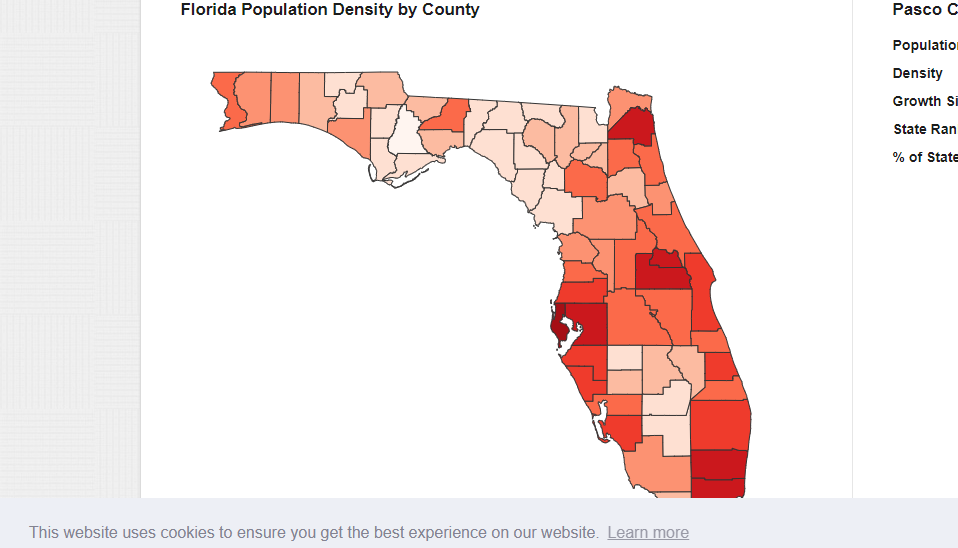 Florida Population Density by County
Pasco C
Populatio
Density
Growth Si
State Ran
% of State
This website uses cookies to ensure you get the best experience on our website. Learn more